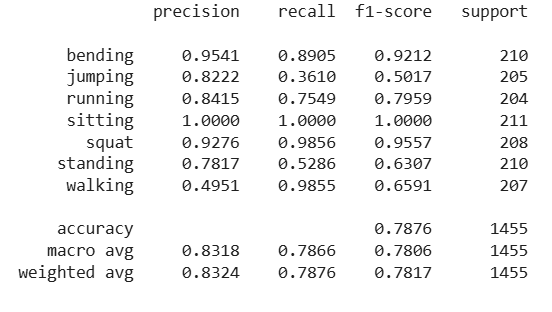 precision recall f1-score support
bending 0.9541 0.8905 0.9212 210
jumping 0.8222 0.3610 0.5017 205
running 0.8415 0.7549 0.7959 204
sitting 1.0000 1.0000 1.0000 211
squat 0.9276 0.9856 0.9557 208
standing 0.7817 0.5286 0.6307 210
walking 0.4951 0.9855 0.6591 207
accuracy 0.7876 1455
macro avg 0.8318 0.7866 0.7806 1455
weighted avg 0.8324 0.7876 0.7817 1455